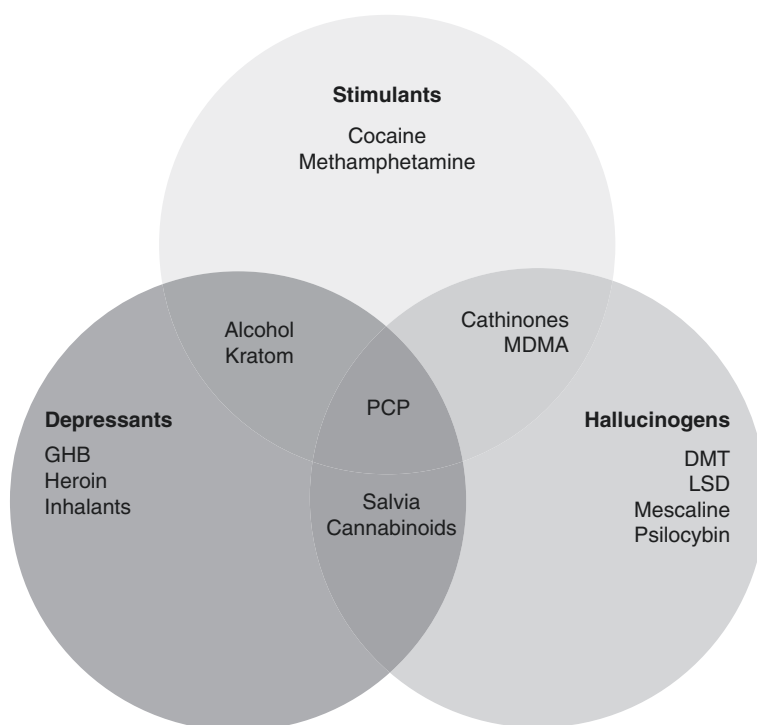 Stimulants
Cocaine
Methamphetamine
Alcohol
Kratom
Cathinones
MDMA
PCP
Depressants
GHB
Heroin
Inhalants
Hallucinogens
DMT
LSD
Mescaline
Psilocybin
Salvia
Cannabinoids